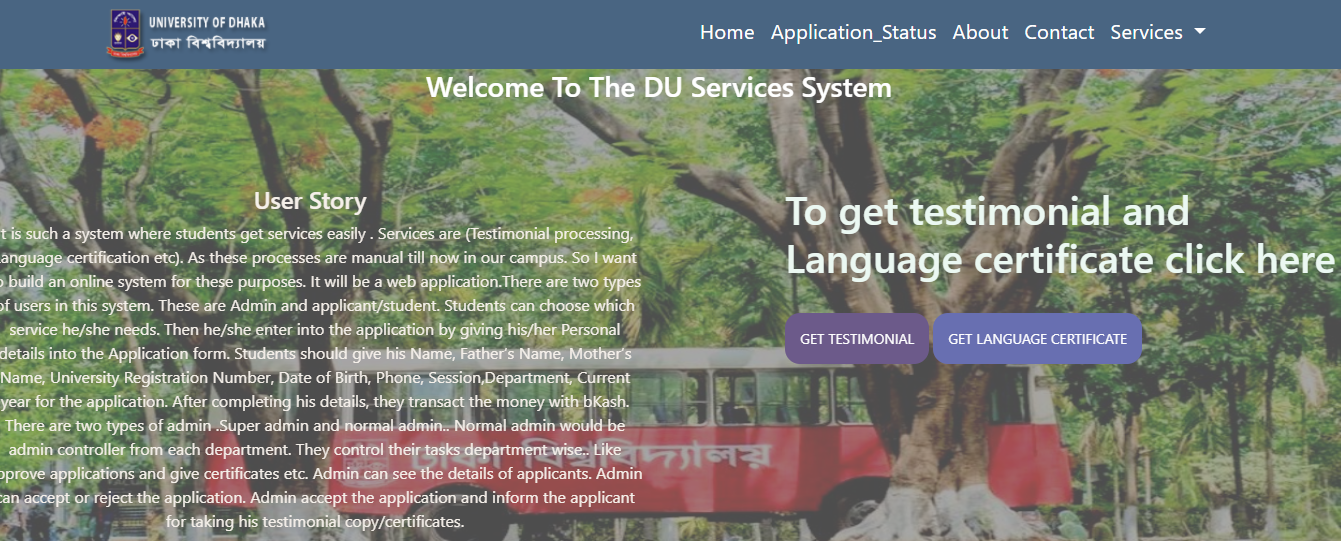 UNIVERSITY OF DHAKA
ঢাকা বিশ্ববিদ্যালয়
Home Application_Status About Contact Services
Welcome To The DU Services System
User Story
t is such a system where students get services easily . Services are (Testimonial processing,
anguage certification etc). As these processes are manual till now in our campus. So I want
o build an online system for these purposes. It will be a web application.There are two types
of users in this system. These are Admin and applicant/student. Students can choose which
service he/she needs. Then he/she enter into the application by giving his/her Personal
details into the Application form. Students should give his Name, Father's Name, Mother's
Name, University Registration Number, Date of Birth, Phone, Session,Department, Current
year for the application. After completing his details, they transact the money with bKash.
There are two types of admin .Super admin and normal admin.. Normal admin would be
admin controller from each department. They control their tasks department wise.. Like
pprove applications and give certificates etc. Admin can see the details of applicants. Admin
can accept or reject the application. Admin accept the application and inform the applicant
for taking his testimonial copy/certificates.
To get testimonial and
Language certificate click here
GET TESTIMONIAL GET LANGUAGE CERTIFICATE
ঢাকা বিশ্ববিদ্যালয়